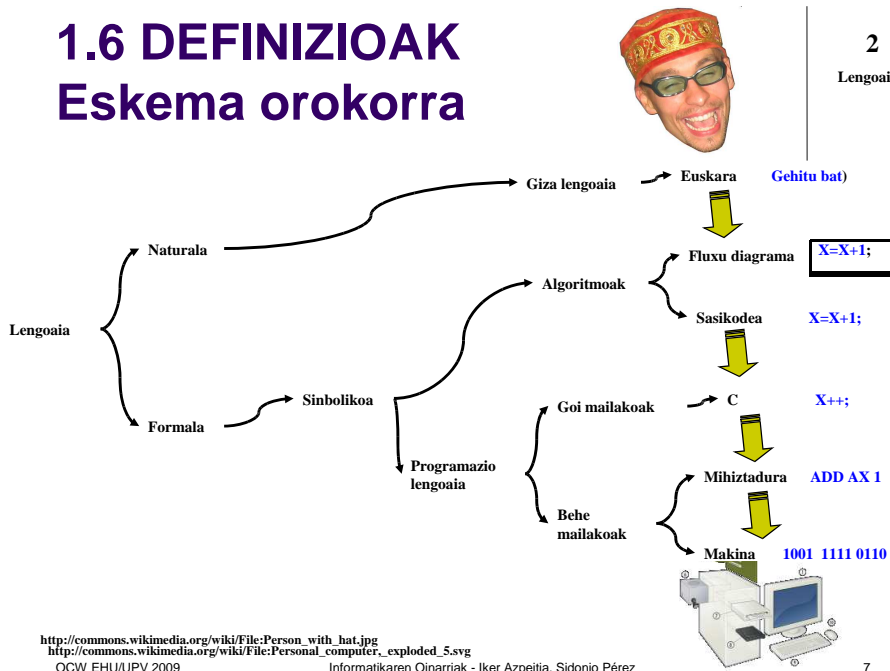 1.6 DEFINIZIOAK
Eskema orokorra
2
Lengoai
Giza lengoaia
Euskara
Gehitu bat)
Naturala
Fluxu diagrama
X=X+1;
Algoritmoak
Lengoaia
Sasikodea
X=X+1;
Sinbolikoa
Goi mailakoak
C
X++;
Formala
Programazio
lengoaia
Mihiztadura
ADD AX 1
Behe
mailakoak
Makina
1001 1111 0110
http://commons.wikimedia.org/wiki/File:Person_with_hat.jpg
http://commons.wikimedia.org/wiki/File:Personal_computer,_exploded_5.svg
OCW EHU/UPV 2009
Informatikaren Oinarriak - Iker Azpeitia, Sidonio Pérez
7